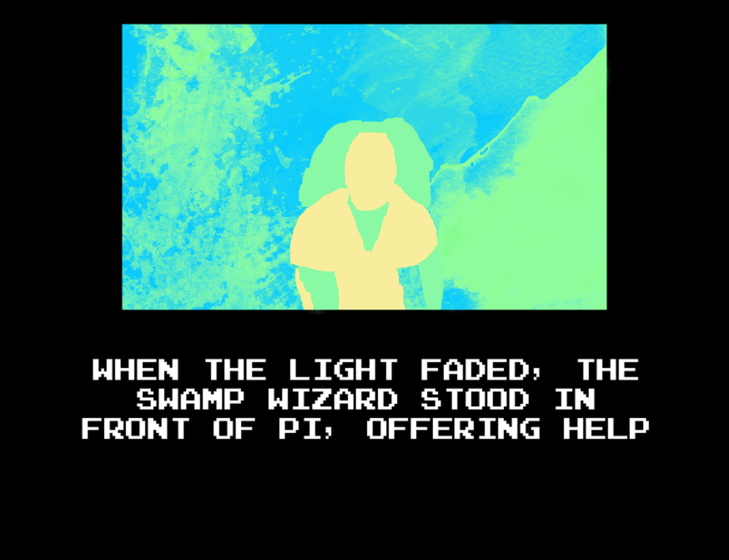 WHEN THE LIGHT FADED, THE
SWAMP WIZARD STOOD IN
FRONT OF PI, OFFERING HELP